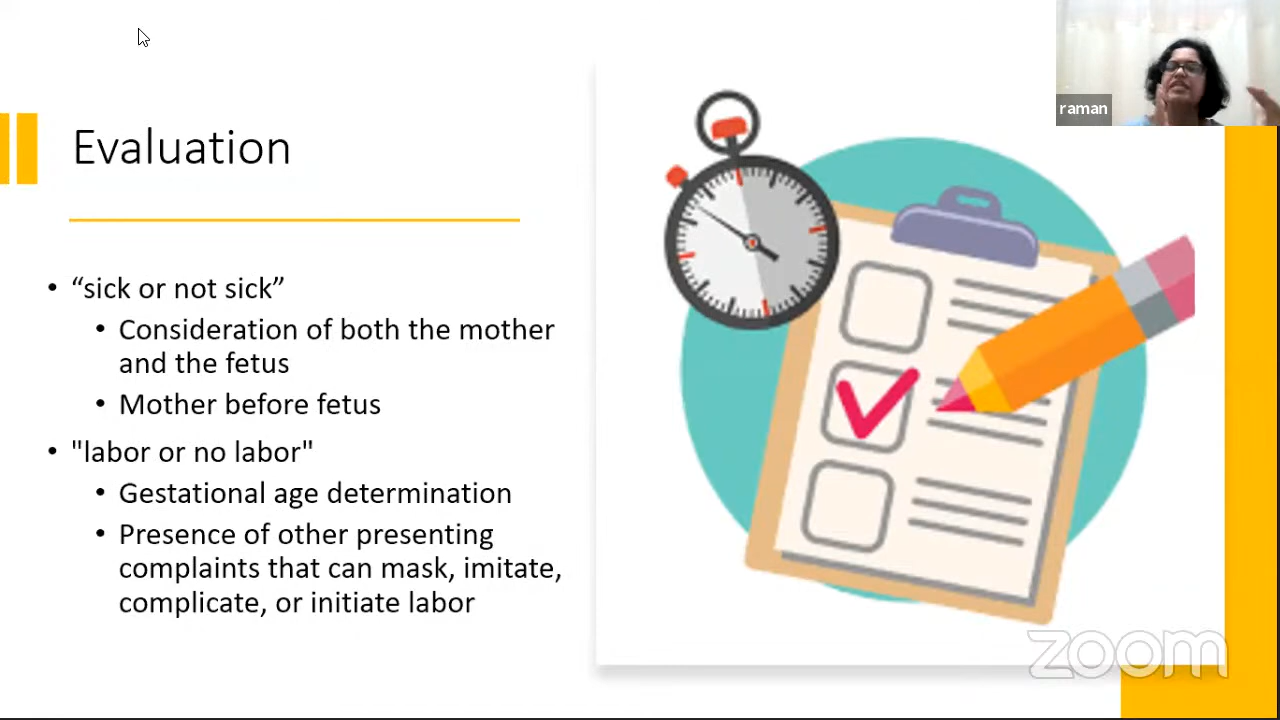 raman
Evaluation
• “sick or not sick”
• Consideration of both the mother
and the fetus
• Mother before fetus
• "labor or no labor"
• Gestational age determination
• Presence of other presenting
complaints that can mask, imitate,
complicate, or initiate labor
zoom